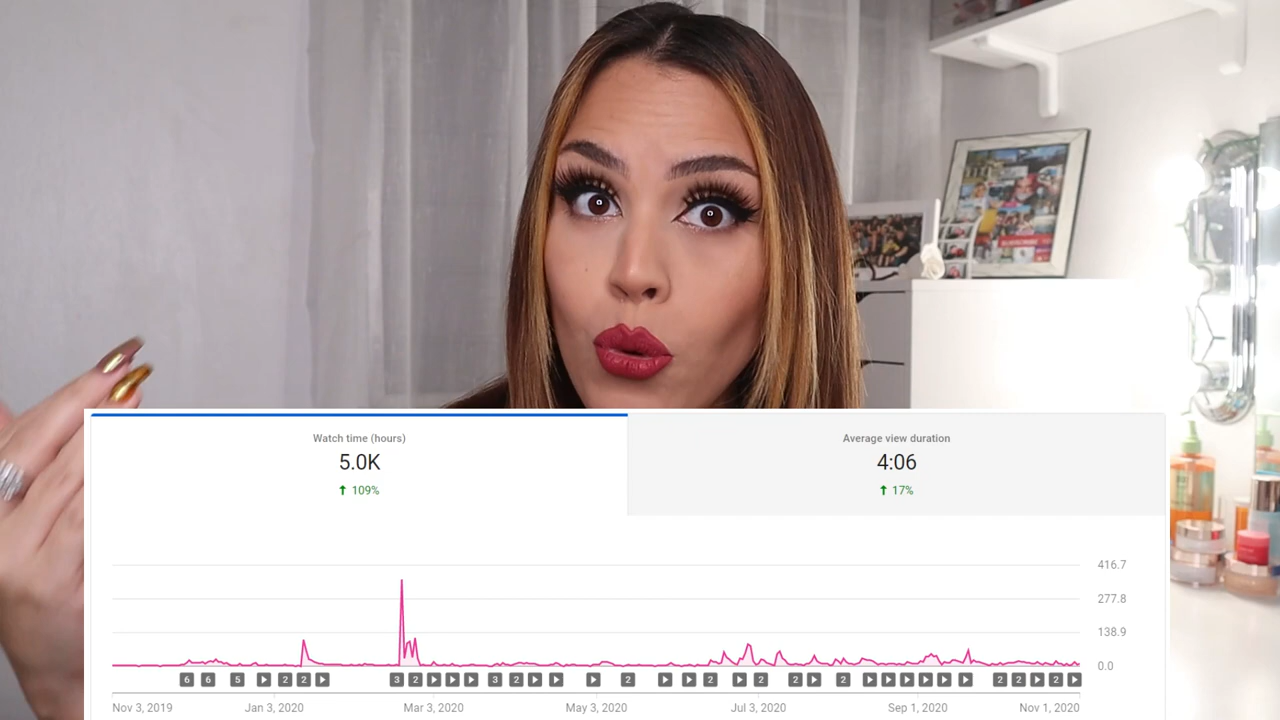 Watch time (hours)
5.0K
109%
Average view duration
4:06
17%
416.7
277.8
138.9
0.0
6 6 5 2 2 3 2 3 2 2 2 2 2 2 2 2 2 2
Nov 3, 2019 Jan 3, 2020 Mar 3, 2020 May 3, 2020 Jul 3, 2020 Sep 1, 2020 Nov 1, 2020